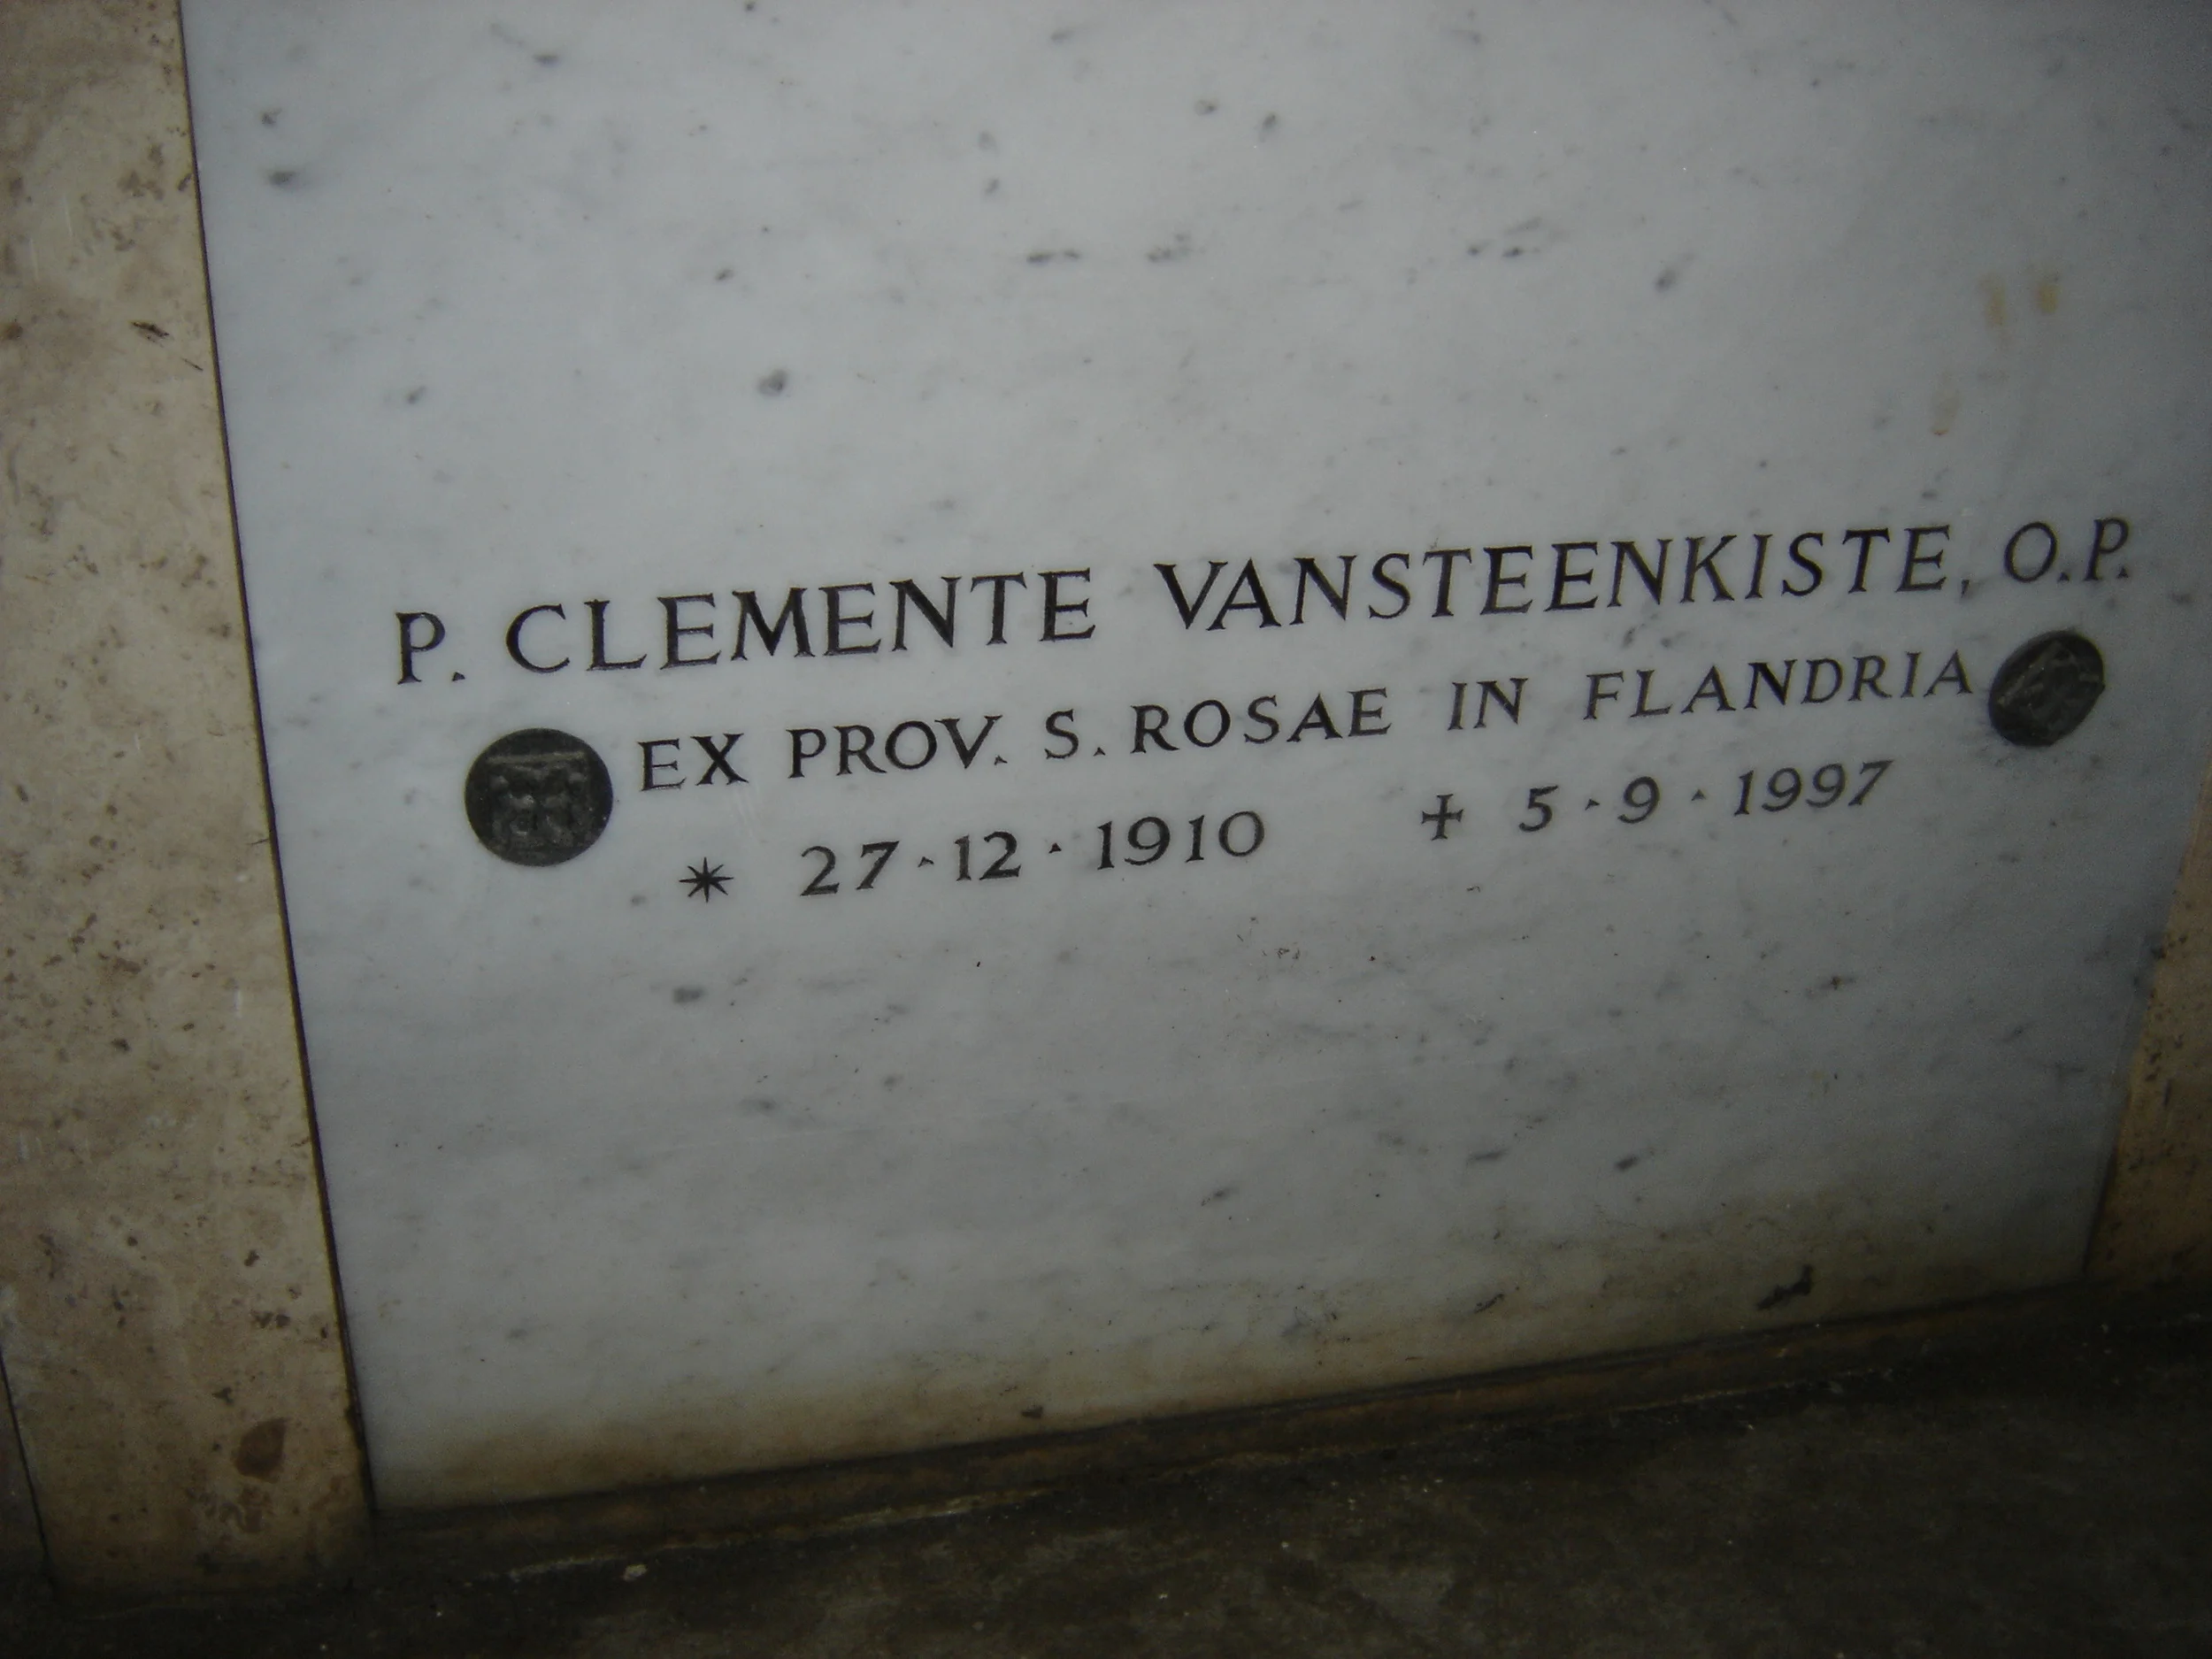 P. CLEMENTE VANSTEENKISTE, O.P.
EX PROV. S. ROSAE IN FLANDRIA
* 27·12·1910 + 5·9·1997